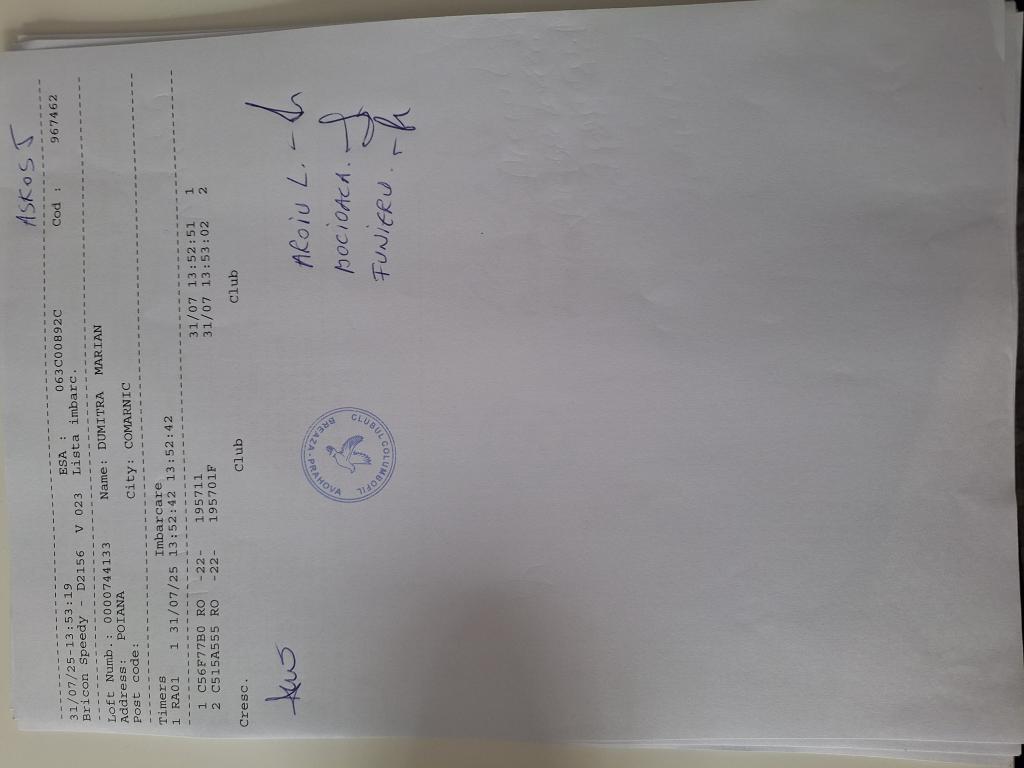 ASKOS J
--------------------------------------------------------------------------------
31/07/25-13:53:19 ESA : 063C00892C Cod : 967462
Bricon Speedy - D2156 V 023 Lista imbarc.
--------------------------------------------------------------------------------
Loft Numb.: 0000744133 Name: DUMITRA MARIAN
Address: POIANA
Post code: City: COMARNIC
--------------------------------------------------------------------------------
Timers Imbarcare
1 RA01 1 31/07/25 13:52:42 13:52:42
--------------------------------------------------------------------------------
1 C56F77B0 RO -22- 195711 31/07 13:52:51 1
2 C515A555 RO -22- 195701F 31/07 13:53:02 2
Cresc. Club Club
AROIU L. -
DOCIOACA. -
FUNIERU. -
CLUBUL COLUMBOFIL
BREAZA-PRAHOVA